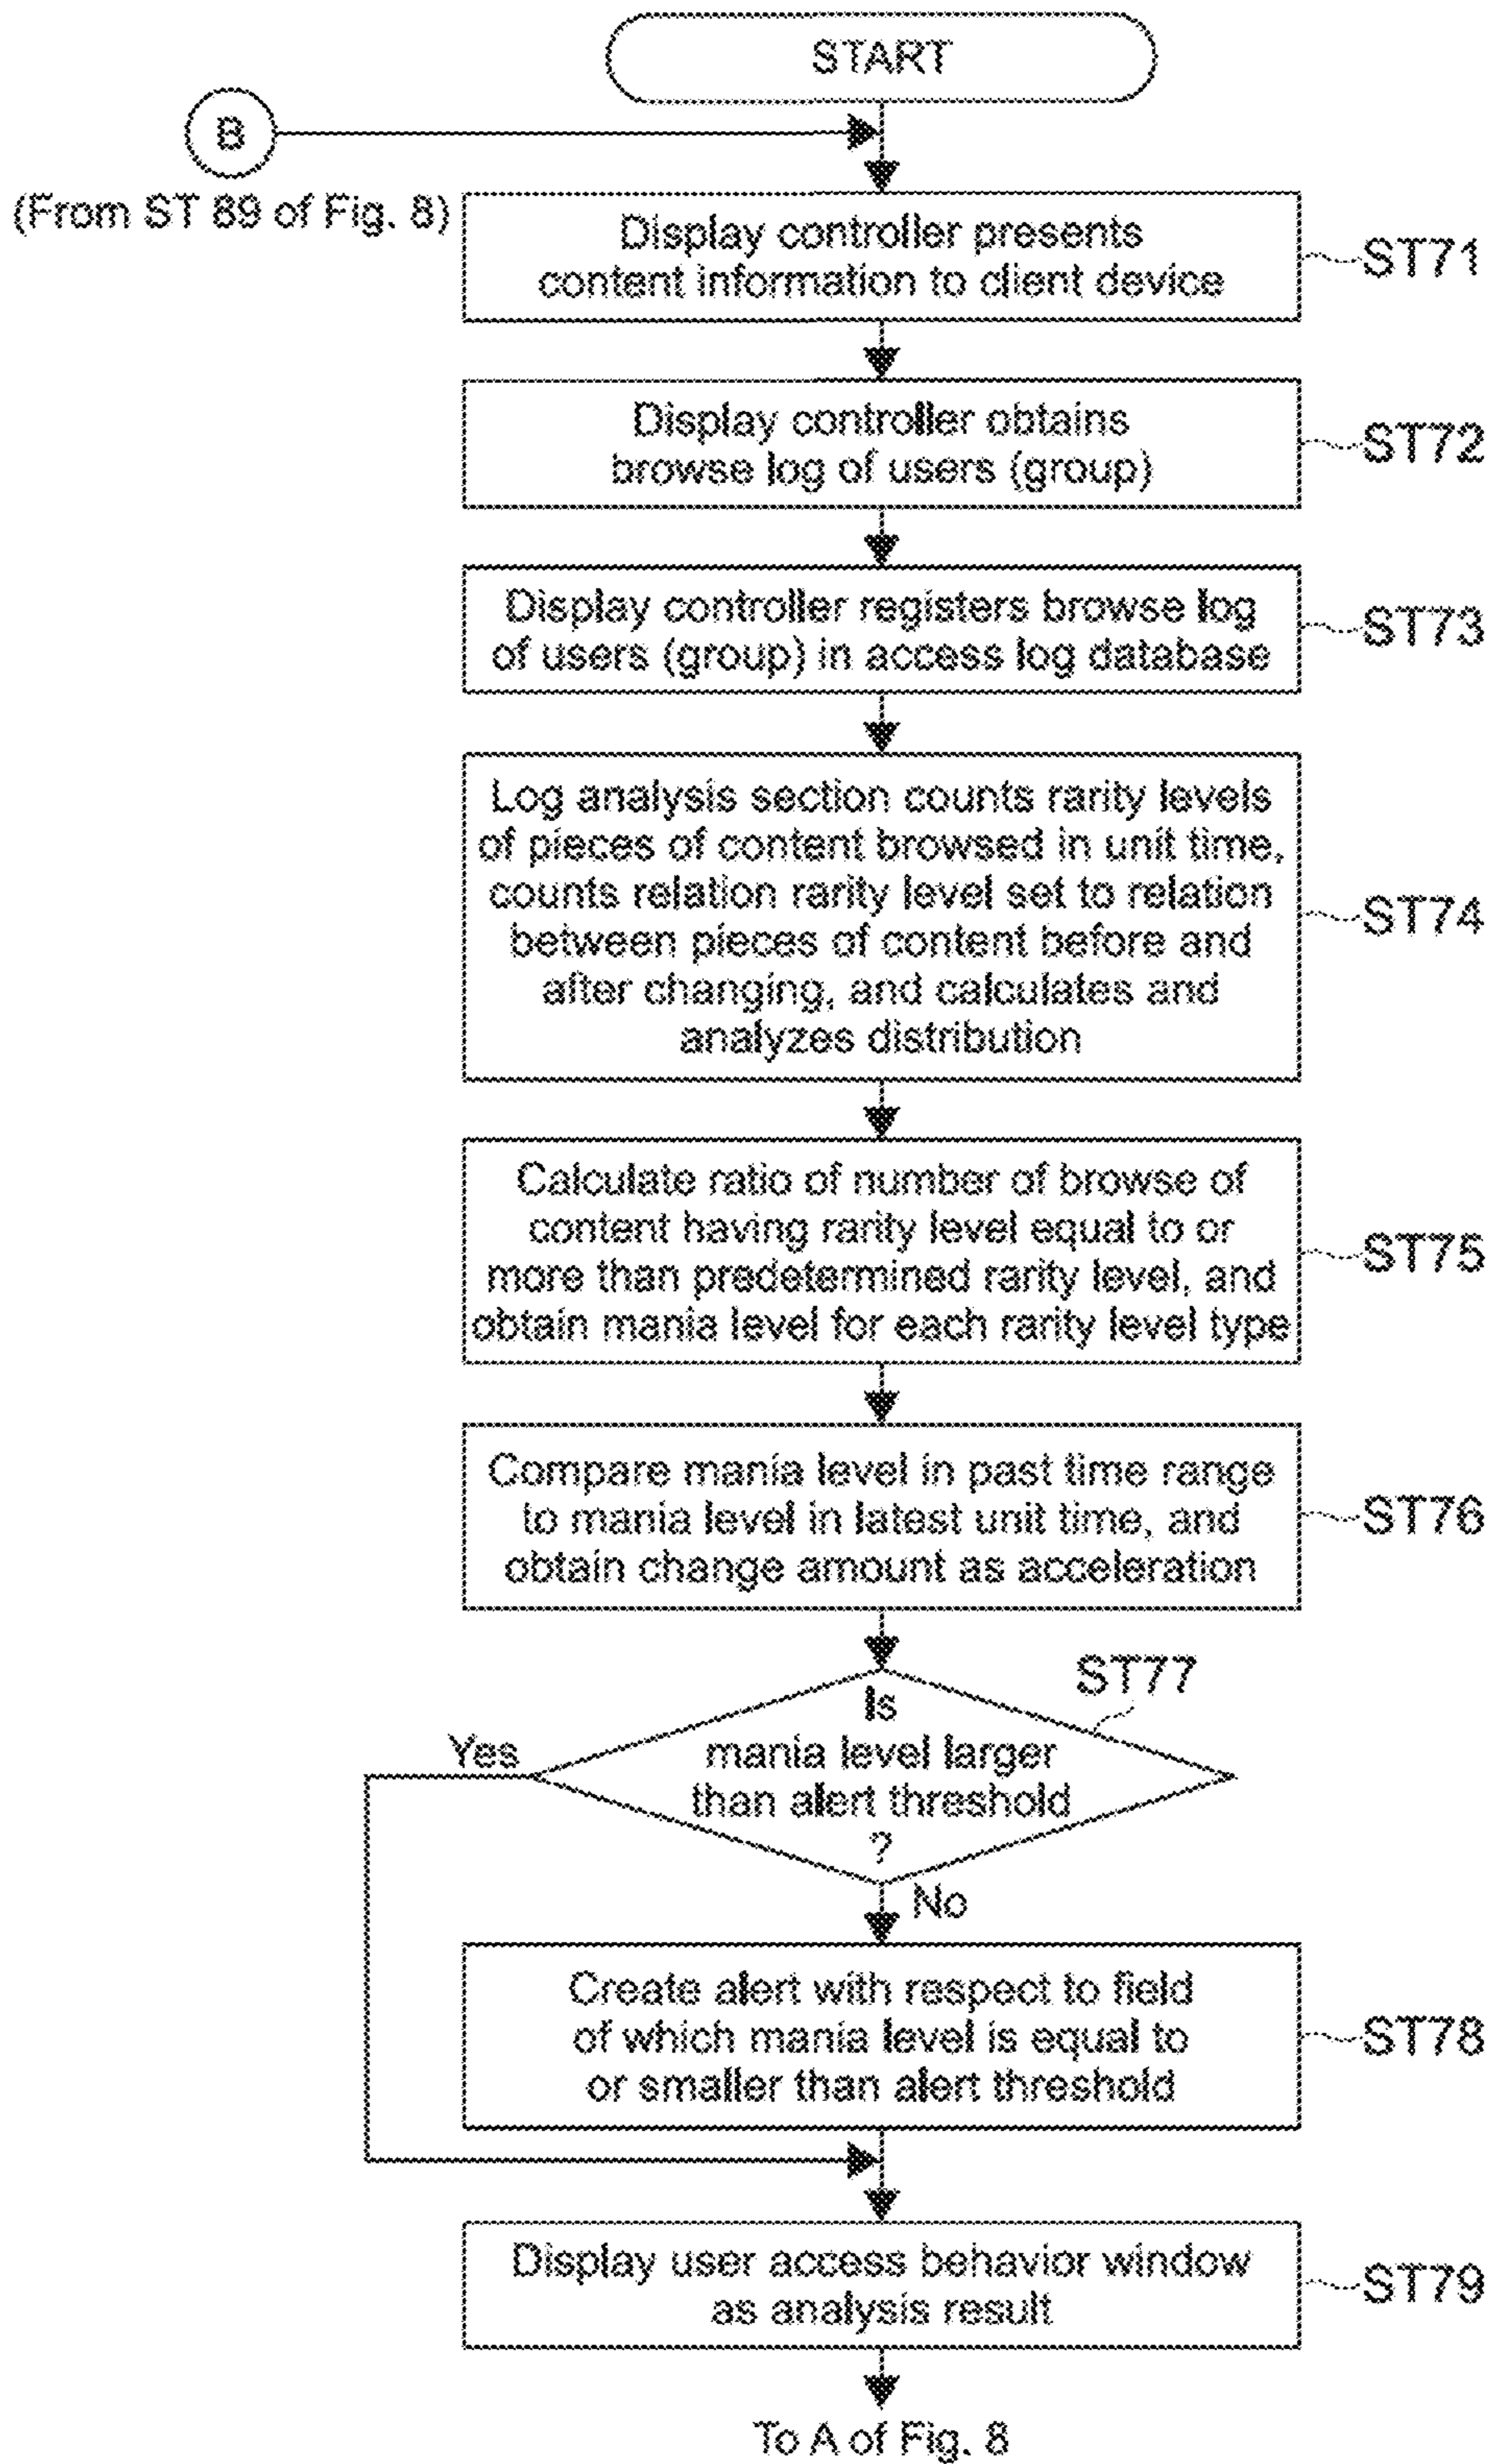 START
B
(From ST 89 of Fig. 8)
Display controller presents
content information to client device
ST71
Display controller obtains
browse log of users (group)
ST72
Display controller registers browse log
of users (group) in access log database
ST73
Log analysis section counts rarity levels
of pieces of content browsed in unit time,
counts relation rarity level set to relation
between pieces of content before and
after changing, and calculates and
analyzes distribution
ST74
Calculate ratio of number of browse of
content having rarity level equal to or
more than predetermined rarity level, and
obtain mania level for each rarity level type
ST75
Compare mania level in past time range
to mania level in latest unit time, and
obtain change amount as acceleration
ST76
ST77
Is
mania level larger
than alert threshold
?
Yes
No
Create alert with respect to field
of which mania level is equal to
or smaller than alert threshold
ST78
Display user access behavior window
as analysis result
ST79
To A of Fig. 8